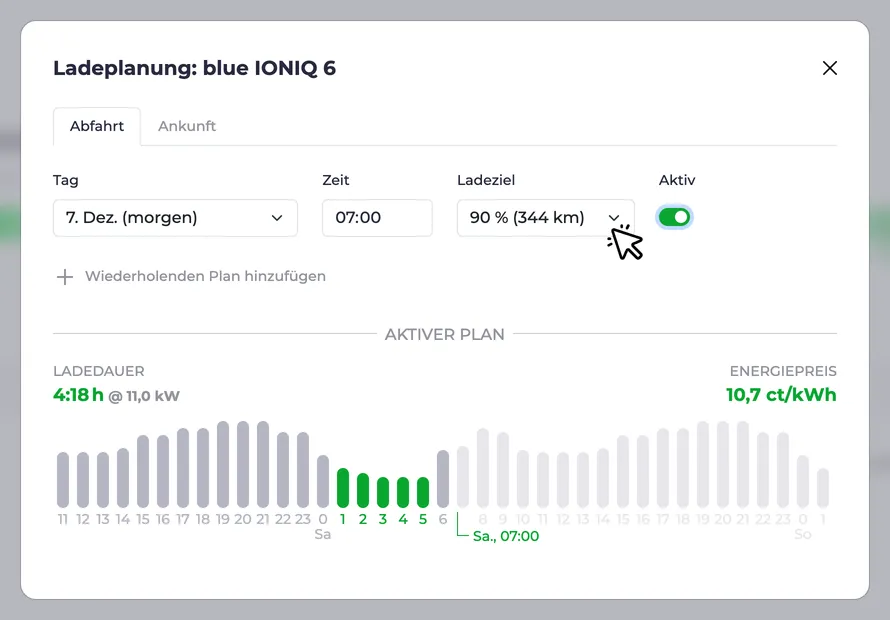 Ladeplanung: blue IONIQ 6
Abfahrt Ankunft
Tag Zeit Ladeziel Aktiv
7. Dez. (morgen) 07:00 90 % (344 km)
Wiederholenden Plan hinzufügen
AKTIVER PLAN
LADEDAUER ENERGIEPREIS
4:18 h @ 11,0 kW 10,7 ct/kWh
11 12 13 14 15 16 17 18 19 20 21 22 23 0 1 2 3 4 5 6 8 9 10 11 12 13 14 15 16 17 18 19 20 21 22 23 0 1
Sa Sa., 07:00 So